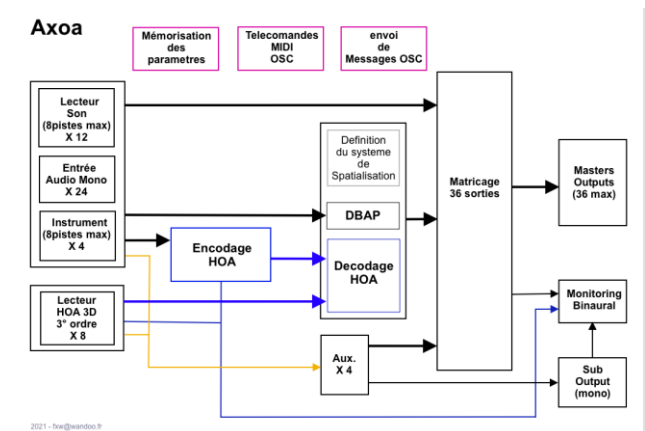 Axoa
Mémorisation
des
parametres
Telecomandes
MIDI
OSC
envoi
de
Messages OSC
Lecteur
Son
(8pistes max)
X 12
Entrée
Audio Mono
X 24
Instrument
(8pistes max)
X 4
Lecteur
HOA 3D
3° ordre
X 8
Encodage
HOA
Definition
du systeme
de
Spatialisation
DBAP
Decodage
HOA
Aux.
X 4
Matricage
36 sorties
Masters
Outputs
(36 max)
Monitoring
Binaural
Sub
Output
(mono)
2021 - fxw@wandoo.fr